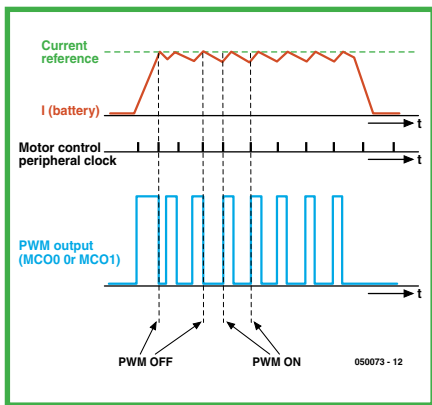 Current
reference
I (battery)
t
Motor control
peripheral clock
t
PWM output
(MCO0 0r MCO1)
t
PWM OFF
PWM ON
050073 - 12